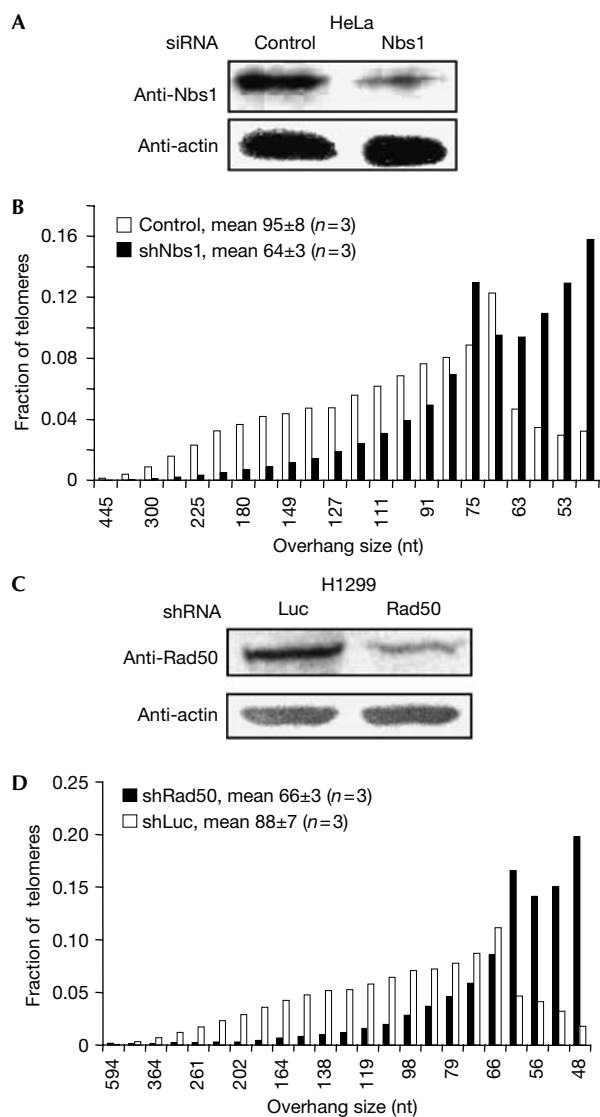 A
HeLa
siRNA Control Nbs1
Anti-Nbs1
Anti-actin
B
Control, mean 95±8 (n=3)
shNbs1, mean 64±3 (n=3)
Fraction of telomeres
0.16
0.12
0.08
0.04
0
445 300 225 180 149 127 111 91 75 63 53
Overhang size (nt)
C
H1299
shRNA Luc Rad50
Anti-Rad50
Anti-actin
D
shRad50, mean 66±3 (n=3)
shLuc, mean 88±7 (n=3)
Fraction of telomeres
0.25
0.20
0.15
0.10
0.05
0
594 364 261 202 164 138 119 98 79 66 56 48
Overhang size (nt)